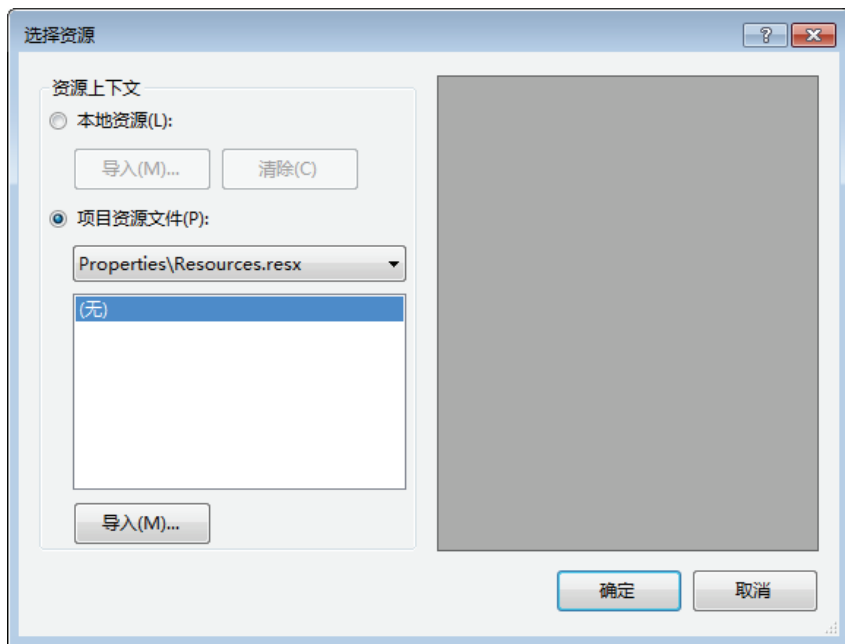 选择资源
资源上下文
本地资源(L):
导入(M)... 清除(C)
项目资源文件(P):
Properties\Resources.resx
(无)
导入(M)...
确定 取消